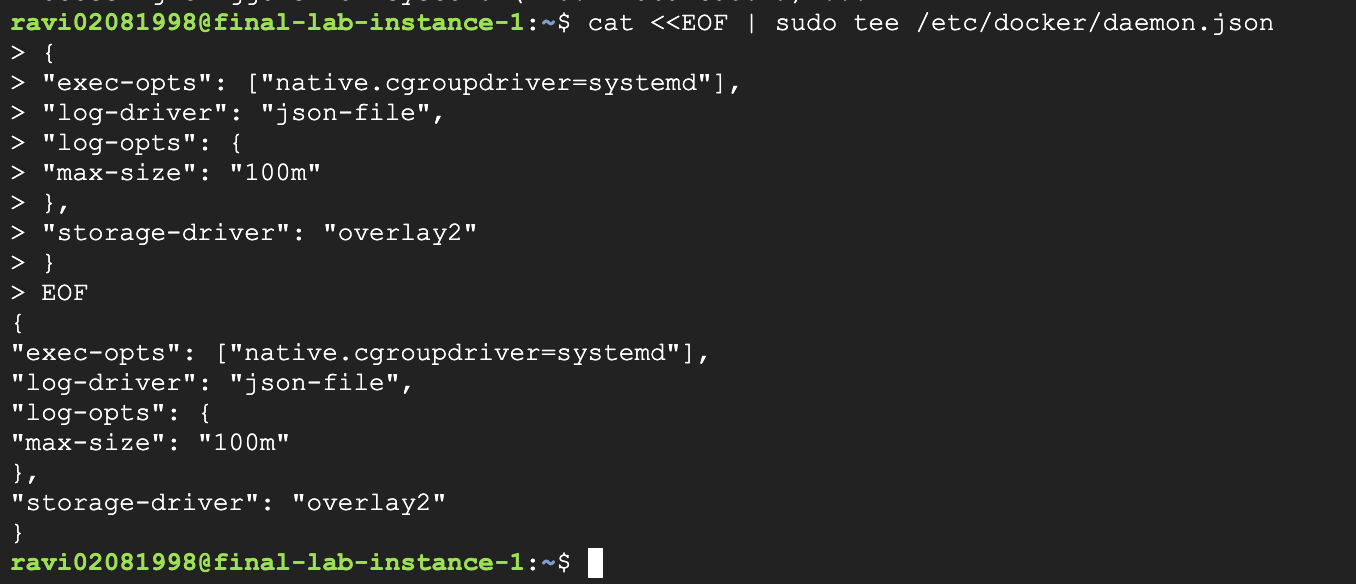 ravi02081998@final-lab-instance-1:~$ cat <<EOF | sudo tee /etc/docker/daemon.json
> {
> "exec-opts": ["native.cgroupdriver=systemd"],
> "log-driver": "json-file",
> "log-opts": {
> "max-size": "100m"
> },
> "storage-driver": "overlay2"
> }
> EOF
{
"exec-opts": ["native.cgroupdriver=systemd"],
"log-driver": "json-file",
"log-opts": {
"max-size": "100m"
},
"storage-driver": "overlay2"
}
ravi02081998@final-lab-instance-1:~$